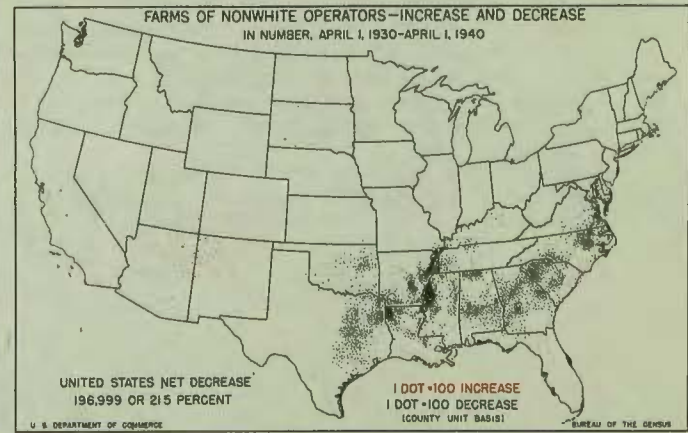 FARMS OF NONWHITE OPERATORS—INCREASE AND DECREASE
IN NUMBER, APRIL 1, 1930-APRIL 1, 1940
UNITED STATES NET DECREASE
196,999 OR 21.5 PERCENT
1 DOT=100 INCREASE
1 DOT=100 DECREASE
(COUNTY UNIT BASIS)
U S DEPARTMENT OF COMMERCE
BUREAU OF THE CENSUS